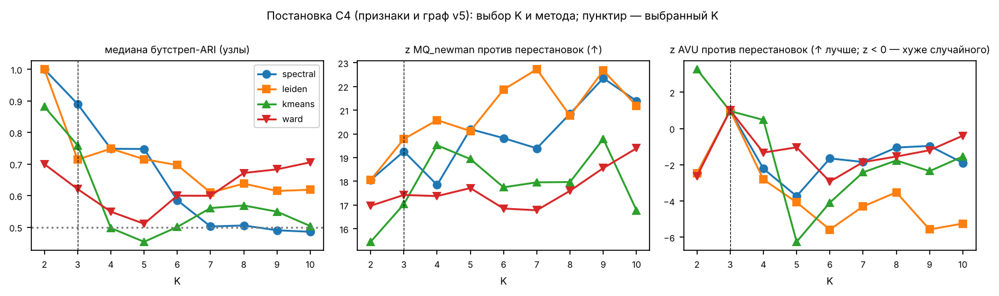 Постановка C4 (признаки и граф v5): выбор K и метода; пунктир — выбранный K
медиана бутстреп-ARI (узлы)
1.0
0.9
0.8
0.7
0.6
0.5
spectral
leiden
kmeans
ward
2 3 4 5 6 7 8 9 10
K
z MQ_newman против перестановок (↑)
23
22
21
20
19
18
17
16
2 3 4 5 6 7 8 9 10
K
z AVU против перестановок (↑ лучше; z < 0 — хуже случайного)
2
0
−2
−4
−6
2 3 4 5 6 7 8 9 10
K